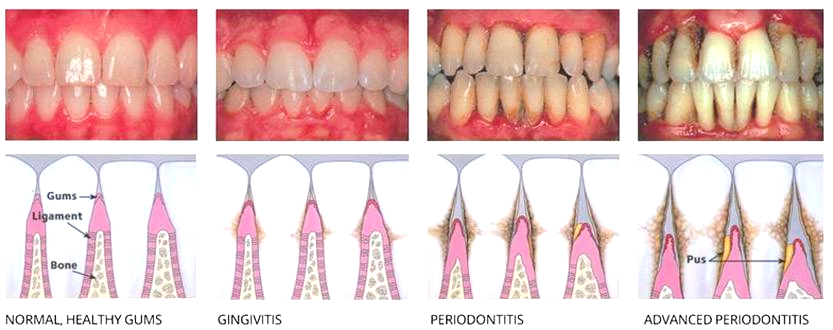 Gums
Ligament
Bone
Pus
NORMAL, HEALTHY GUMS
GINGIVITIS
PERIODONTITIS
ADVANCED PERIODONTITIS